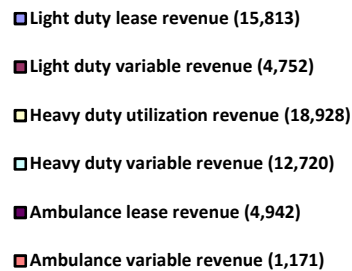 Light duty lease revenue (15,813)
Light duty variable revenue (4,752)
Heavy duty utilization revenue (18,928)
Heavy duty variable revenue (12,720)
Ambulance lease revenue (4,942)
Ambulance variable revenue (1,171)